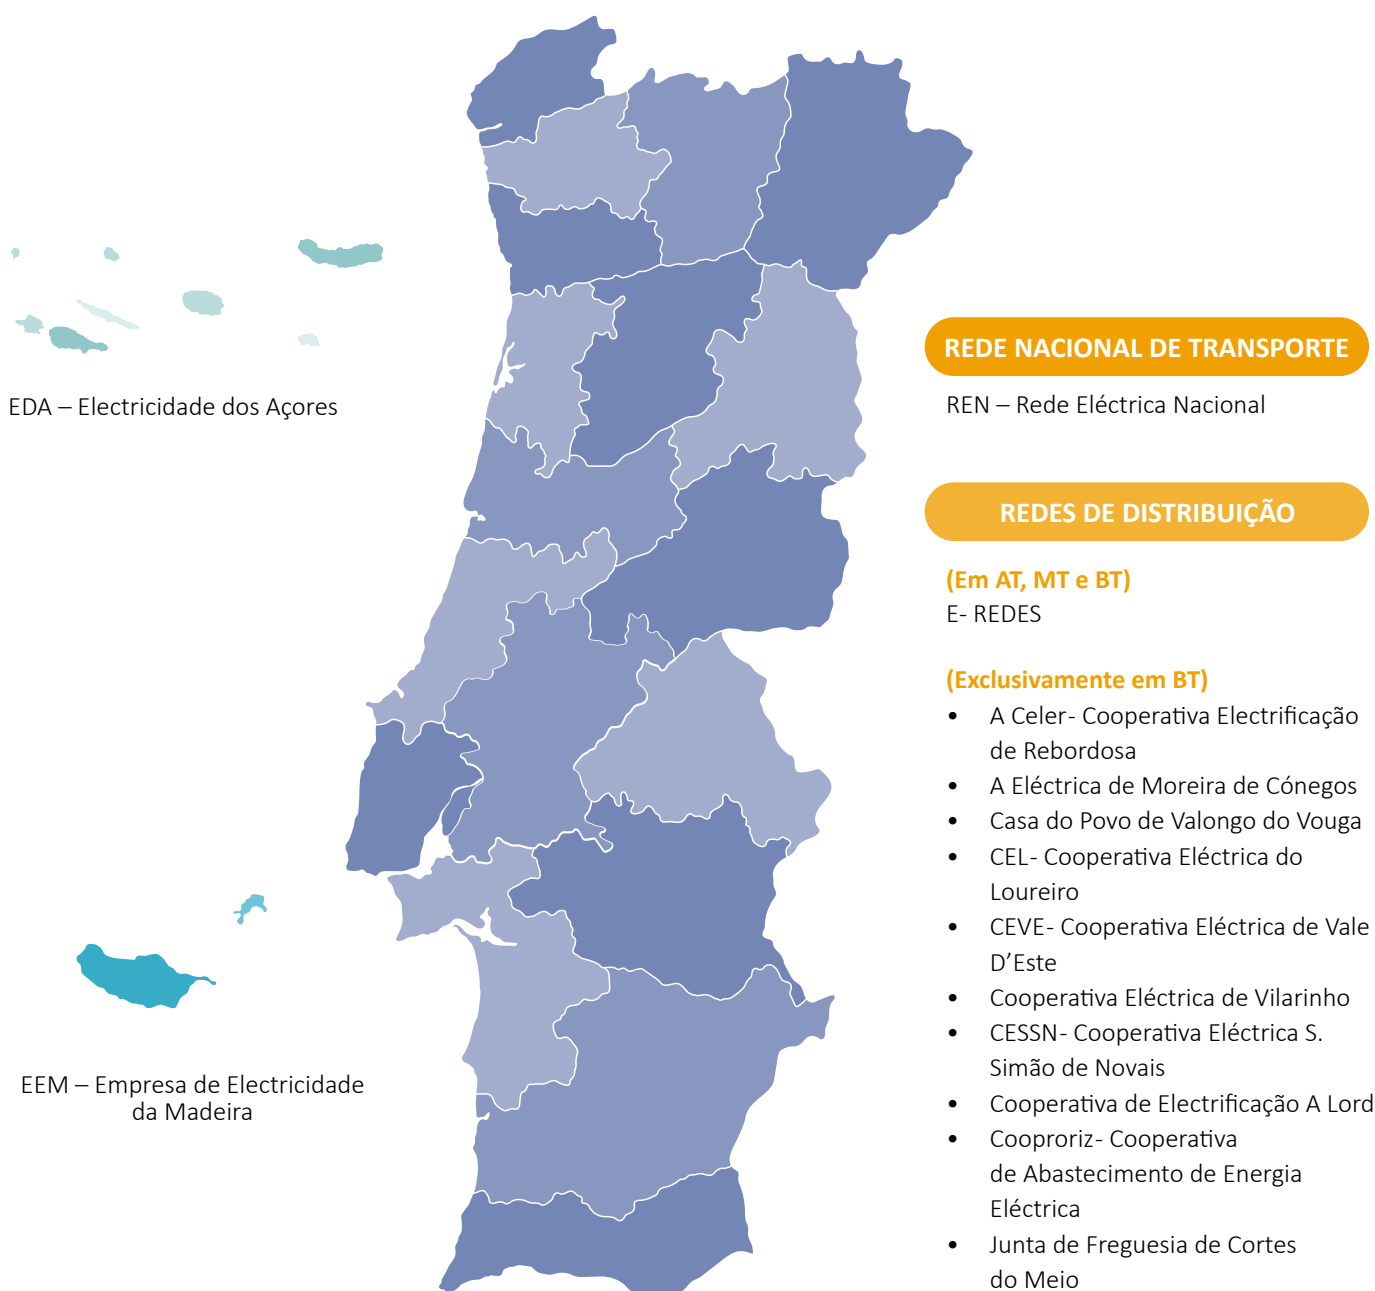 EDA – Electricidade dos Açores
EEM – Empresa de Electricidade
da Madeira
REDE NACIONAL DE TRANSPORTE
REN – Rede Eléctrica Nacional
REDES DE DISTRIBUIÇÃO
(Em AT, MT e BT)
E- REDES
(Exclusivamente em BT)
• A Celer- Cooperativa Electrificação
de Rebordosa
• A Eléctrica de Moreira de Cónegos
• Casa do Povo de Valongo do Vouga
• CEL- Cooperativa Eléctrica do
Loureiro
• CEVE- Cooperativa Eléctrica de Vale
D’Este
• Cooperativa Eléctrica de Vilarinho
• CESSN- Cooperativa Eléctrica S.
Simão de Novais
• Cooperativa de Electrificação A Lord
• Cooproriz- Cooperativa
de Abastecimento de Energia
Eléctrica
• Junta de Freguesia de Cortes
do Meio